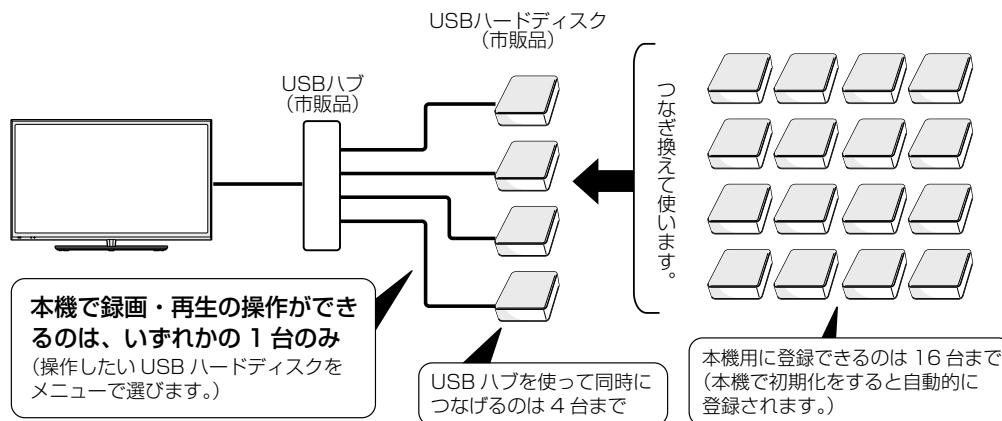 USBハードディスク
（市販品）
USBハブ
（市販品）
つなぎ換えて使います。
本機で録画・再生の操作ができ
るのは、いずれかの 1 台のみ
（操作したい USB ハードディスクを
メニューで選びます。）
USB ハブを使って同時に
つなげるのは 4 台まで
本機用に登録できるのは 16 台まで
（本機で初期化をすると自動的に
登録されます。）